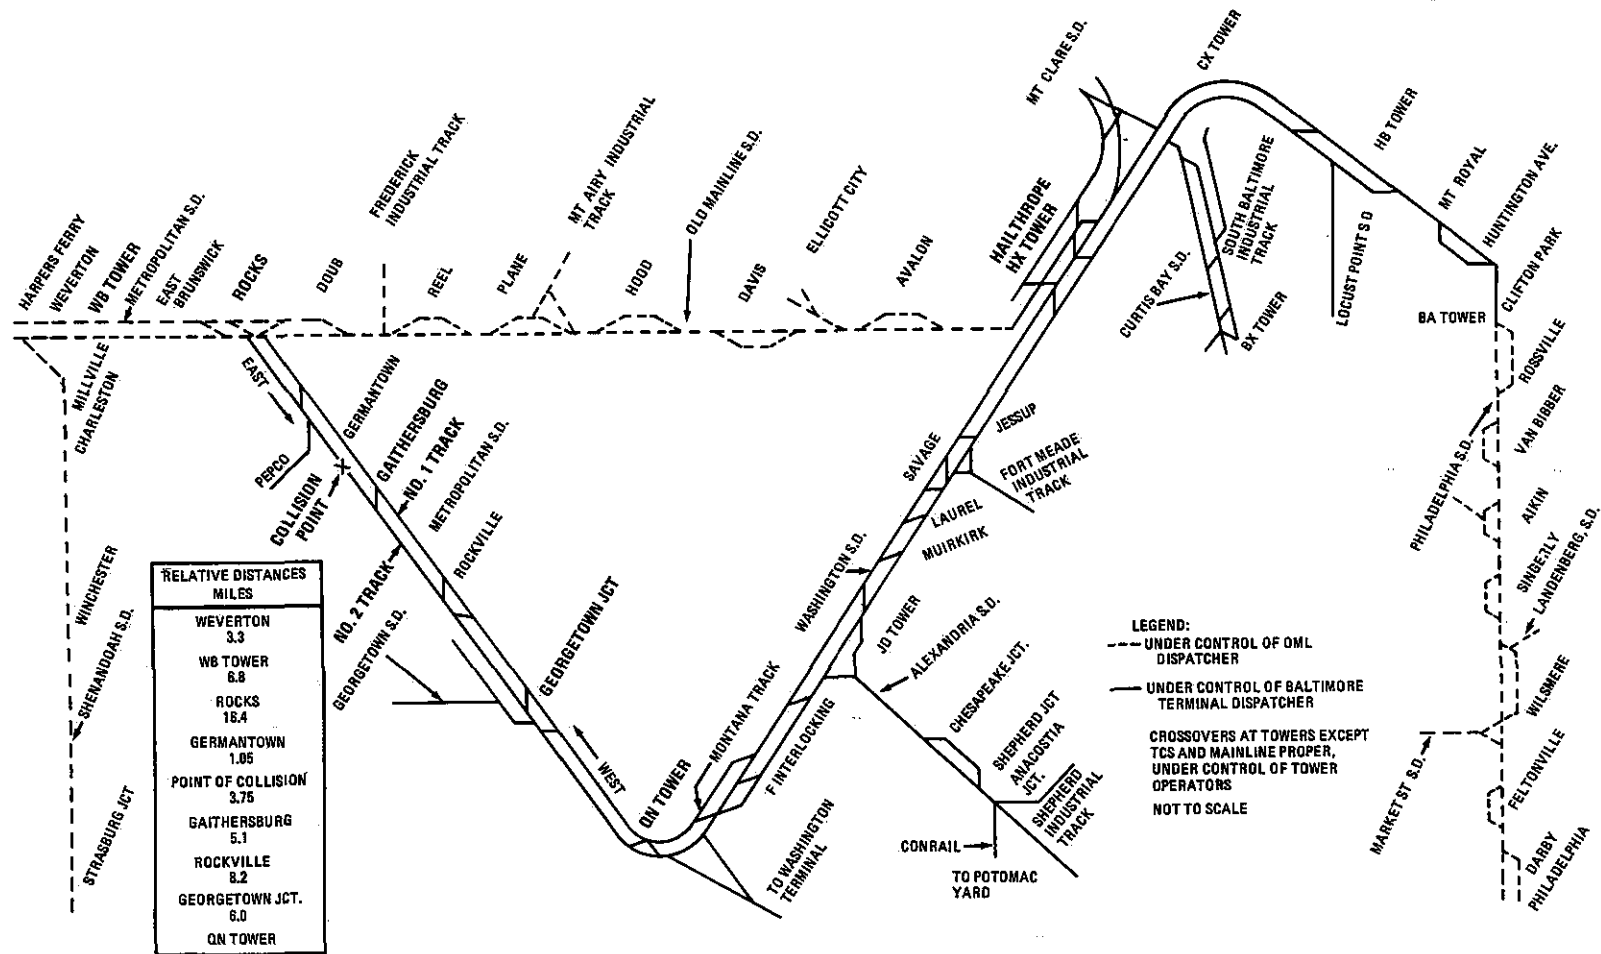 HARPERS FERRY
WEVERTON
WB TOWER
METROPOLITAN S.D.
EAST
BRUNSWICK
ROCKS
DOUB
FREDERICK
INDUSTRIAL TRACK
REEL
PLANE
MT AIRY INDUSTRIAL
TRACK
HOOD
OLD MAINLINE S.D.
DAVIS
ELLICOTT CITY
AVALON
HAILTHROPE
HX TOWER
MT CLARE S.D.
CX TOWER
HB TOWER
MT ROYAL
HUNTINGTON AVE.
CLIFTON PARK
BA TOWER
SOUTH BALTIMORE
INDUSTRIAL
TRACK
CURTIS BAY S.D.
BX TOWER
LOCUST POINT S D
ROSSVILLE
VAN BIBBER
PHILADELPHIA S.D.
AIKIN
SINGERLY
LANDENBERG, S.D.
WILSMERE
MARKET ST S.D.
FELTONVILLE
DARBY
PHILADELPHIA
MILLVILLE
CHARLESTON
WINCHESTER
SHENANDOAH S.D.
STRASBURG JCT
EAST
PEPCO
COLLISION
POINT
GERMANTOWN
GAITHERSBURG
NO. 1 TRACK
METROPOLITAN S.D.
ROCKVILLE
NO. 2 TRACK
GEORGETOWN S.D.
GEORGETOWN JCT
WEST
QN TOWER
MONTANA TRACK
F INTERLOCKING
TO WASHINGTON
TERMINAL
WASHINGTON S.D.
JD TOWER
ALEXANDRIA S.D.
CHESAPEAKE JCT.
SHEPHERD JCT
ANACOSTIA
JCT.
SHEPHERD
INDUSTRIAL
TRACK
CONRAIL
TO POTOMAC
YARD
SAVAGE
JESSUP
FORT MEADE
INDUSTRIAL
TRACK
LAUREL
MUIRKIRK
RELATIVE DISTANCES
MILES
WEVERTON
3.3
WB TOWER
6.8
ROCKS
16.4
GERMANTOWN
1.05
POINT OF COLLISION
3.75
GAITHERSBURG
5.1
ROCKVILLE
8.2
GEORGETOWN JCT.
6.0
QN TOWER
LEGEND:
UNDER CONTROL OF OML
DISPATCHER
UNDER CONTROL OF BALTIMORE
TERMINAL DISPATCHER
CROSSOVERS AT TOWERS EXCEPT
TCS AND MAINLINE PROPER,
UNDER CONTROL OF TOWER
OPERATORS
NOT TO SCALE